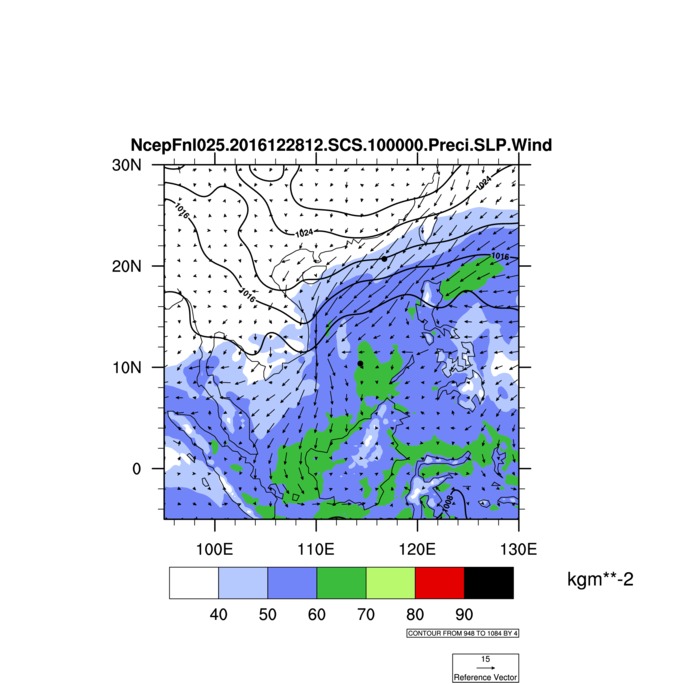 NcepFnl025.2016122812.SCS.100000.Preci.SLP.Wind
30N
1024
1016
1024
20N
1016
1016
10N
0
1008
100E 110E 120E 130E
kgm**-2
40 50 60 70 80 90
CONTOUR FROM 948 TO 1084 BY 4
15
Reference Vector